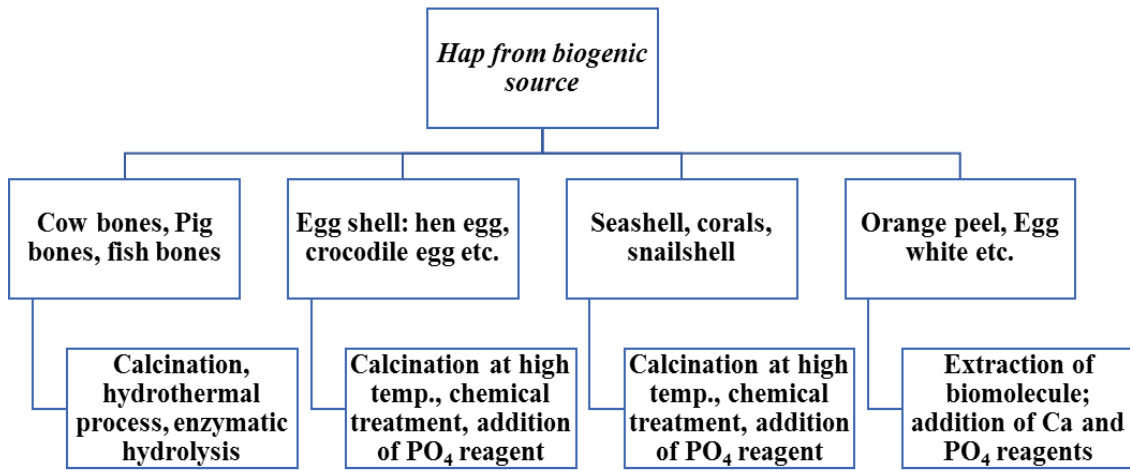 Hap from biogenic
source
Cow bones, Pig
bones, fish bones
Egg shell: hen egg,
crocodile egg etc.
Seashell, corals,
snailshell
Orange peel, Egg
white etc.
Calcination,
hydrothermal
process, enzymatic
hydrolysis
Calcination at high
temp., chemical
treatment, addition
of PO₄ reagent
Calcination at high
temp., chemical
treatment, addition
of PO₄ reagent
Extraction of
biomolecule;
addition of Ca and
PO₄ reagents